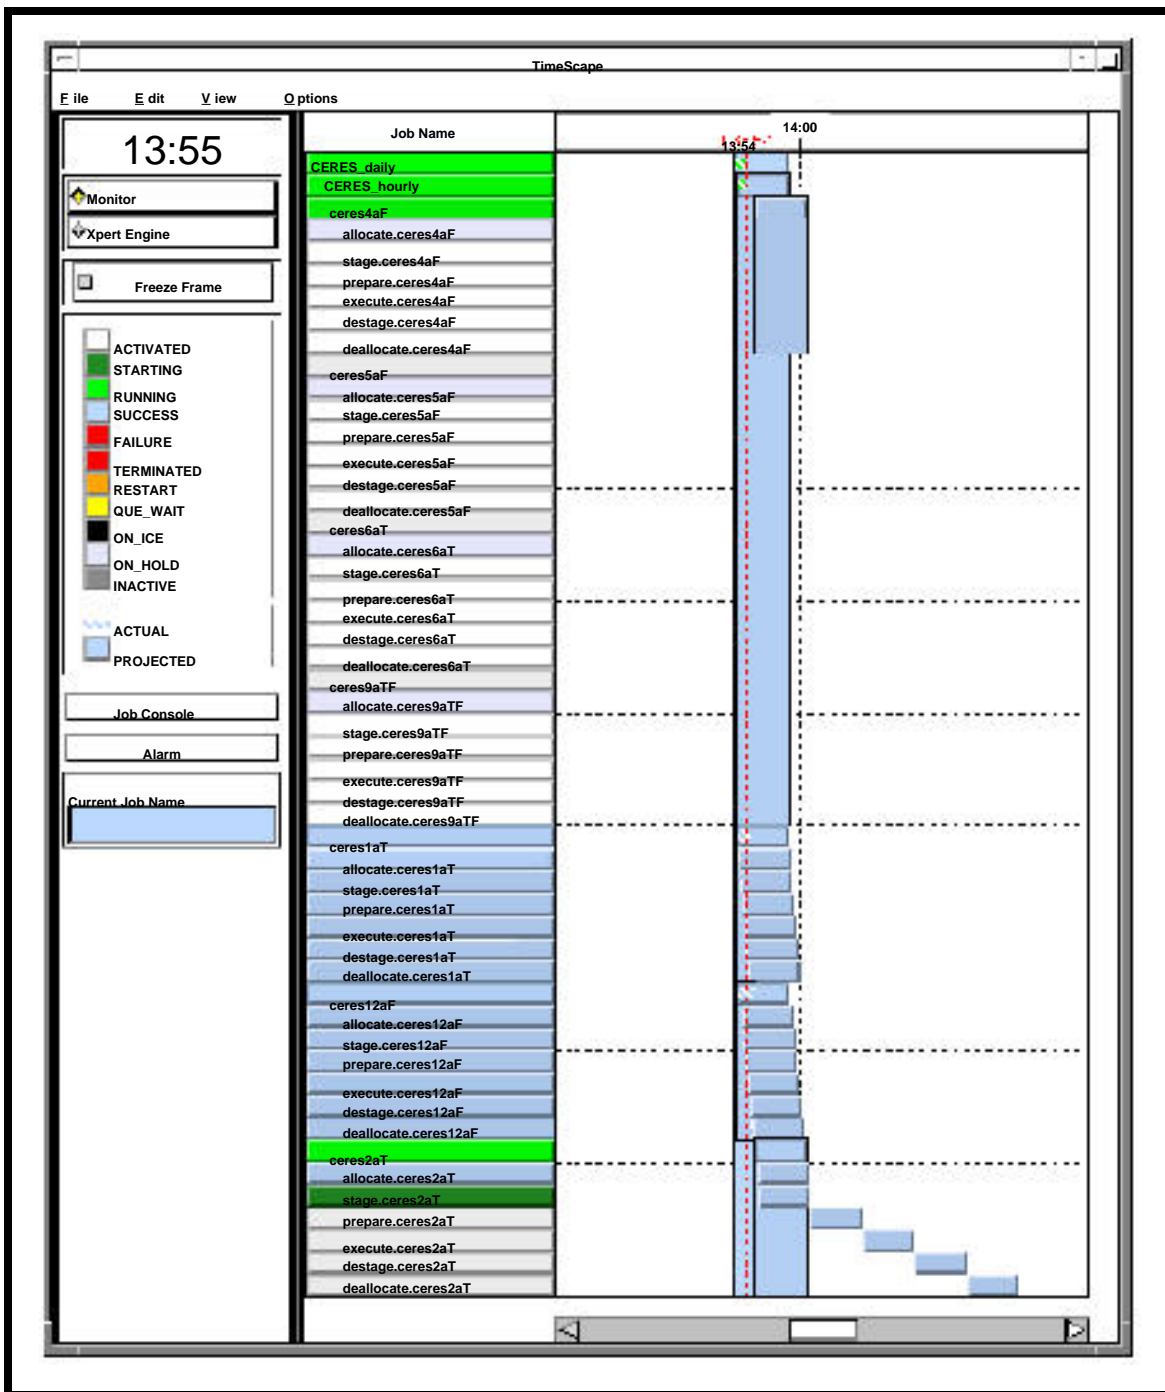 TimeScape
File Edit View Options
13:55
Monitor
Xpert Engine
Freeze Frame
ACTIVATED
STARTING
RUNNING
SUCCESS
FAILURE
TERMINATED
RESTART
QUE_WAIT
ON_ICE
ON_HOLD
INACTIVE
ACTUAL
PROJECTED
Job Console
Alarm
Current Job Name
Job Name
13:54
14:00
CERES_daily
CERES_hourly
ceres4aF
allocate.ceres4aF
stage.ceres4aF
prepare.ceres4aF
execute.ceres4aF
destage.ceres4aF
deallocate.ceres4aF
ceres5aF
allocate.ceres5aF
stage.ceres5aF
prepare.ceres5aF
execute.ceres5aF
destage.ceres5aF
deallocate.ceres5aF
ceres6aT
allocate.ceres6aT
stage.ceres6aT
prepare.ceres6aT
execute.ceres6aT
destage.ceres6aT
deallocate.ceres6aT
ceres9aTF
allocate.ceres9aTF
stage.ceres9aTF
prepare.ceres9aTF
execute.ceres9aTF
destage.ceres9aTF
deallocate.ceres9aTF
ceres1aT
allocate.ceres1aT
stage.ceres1aT
prepare.ceres1aT
execute.ceres1aT
destage.ceres1aT
deallocate.ceres1aT
ceres12aF
allocate.ceres12aF
stage.ceres12aF
prepare.ceres12aF
execute.ceres12aF
destage.ceres12aF
deallocate.ceres12aF
ceres2aT
allocate.ceres2aT
stage.ceres2aT
prepare.ceres2aT
execute.ceres2aT
destage.ceres2aT
deallocate.ceres2aT